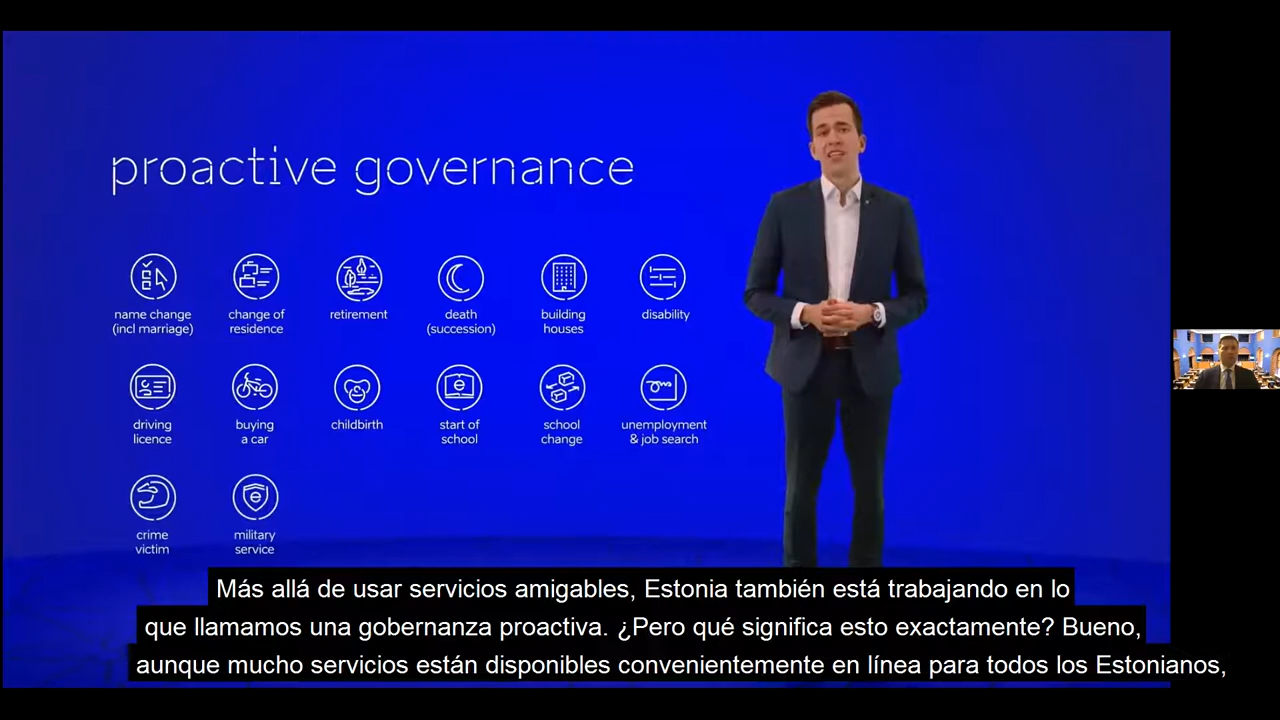 proactive governance
name change
(incl marriage)
change of
residence
retirement
death
(succession)
building
houses
disability
driving
licence
buying
a car
childbirth
start of
school
school
change
unemployment
& job search
crime
victim
military
service
Más allá de usar servicios amigables, Estonia también está trabajando en lo
que llamamos una gobernanza proactiva. ¿Pero qué significa esto exactamente? Bueno,
aunque mucho servicios están disponibles convenientemente en línea para todos los Estonianos,